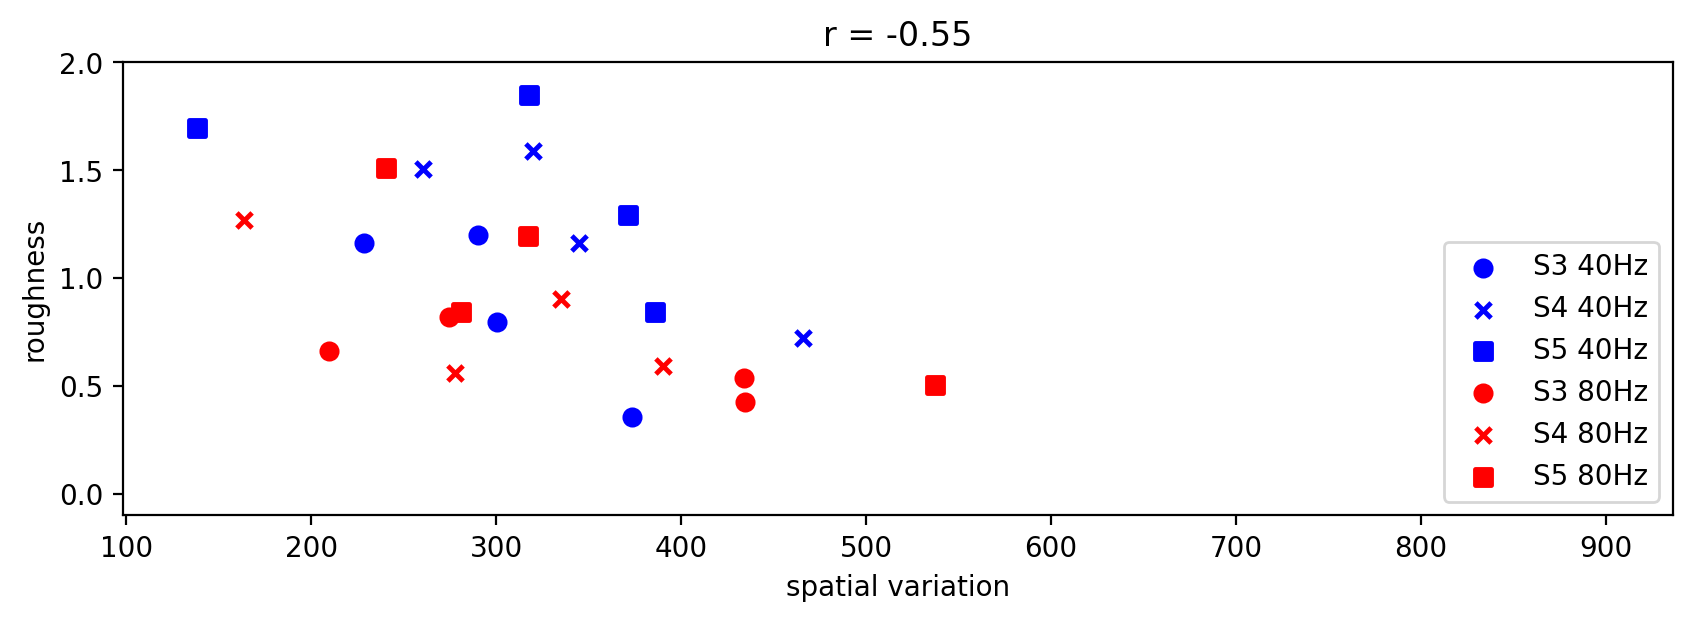 r = -0.55
2.0
1.5
1.0
0.5
0.0
roughness
100 200 300 400 500 600 700 800 900
spatial variation
S3 40Hz
S4 40Hz
S5 40Hz
S3 80Hz
S4 80Hz
S5 80Hz